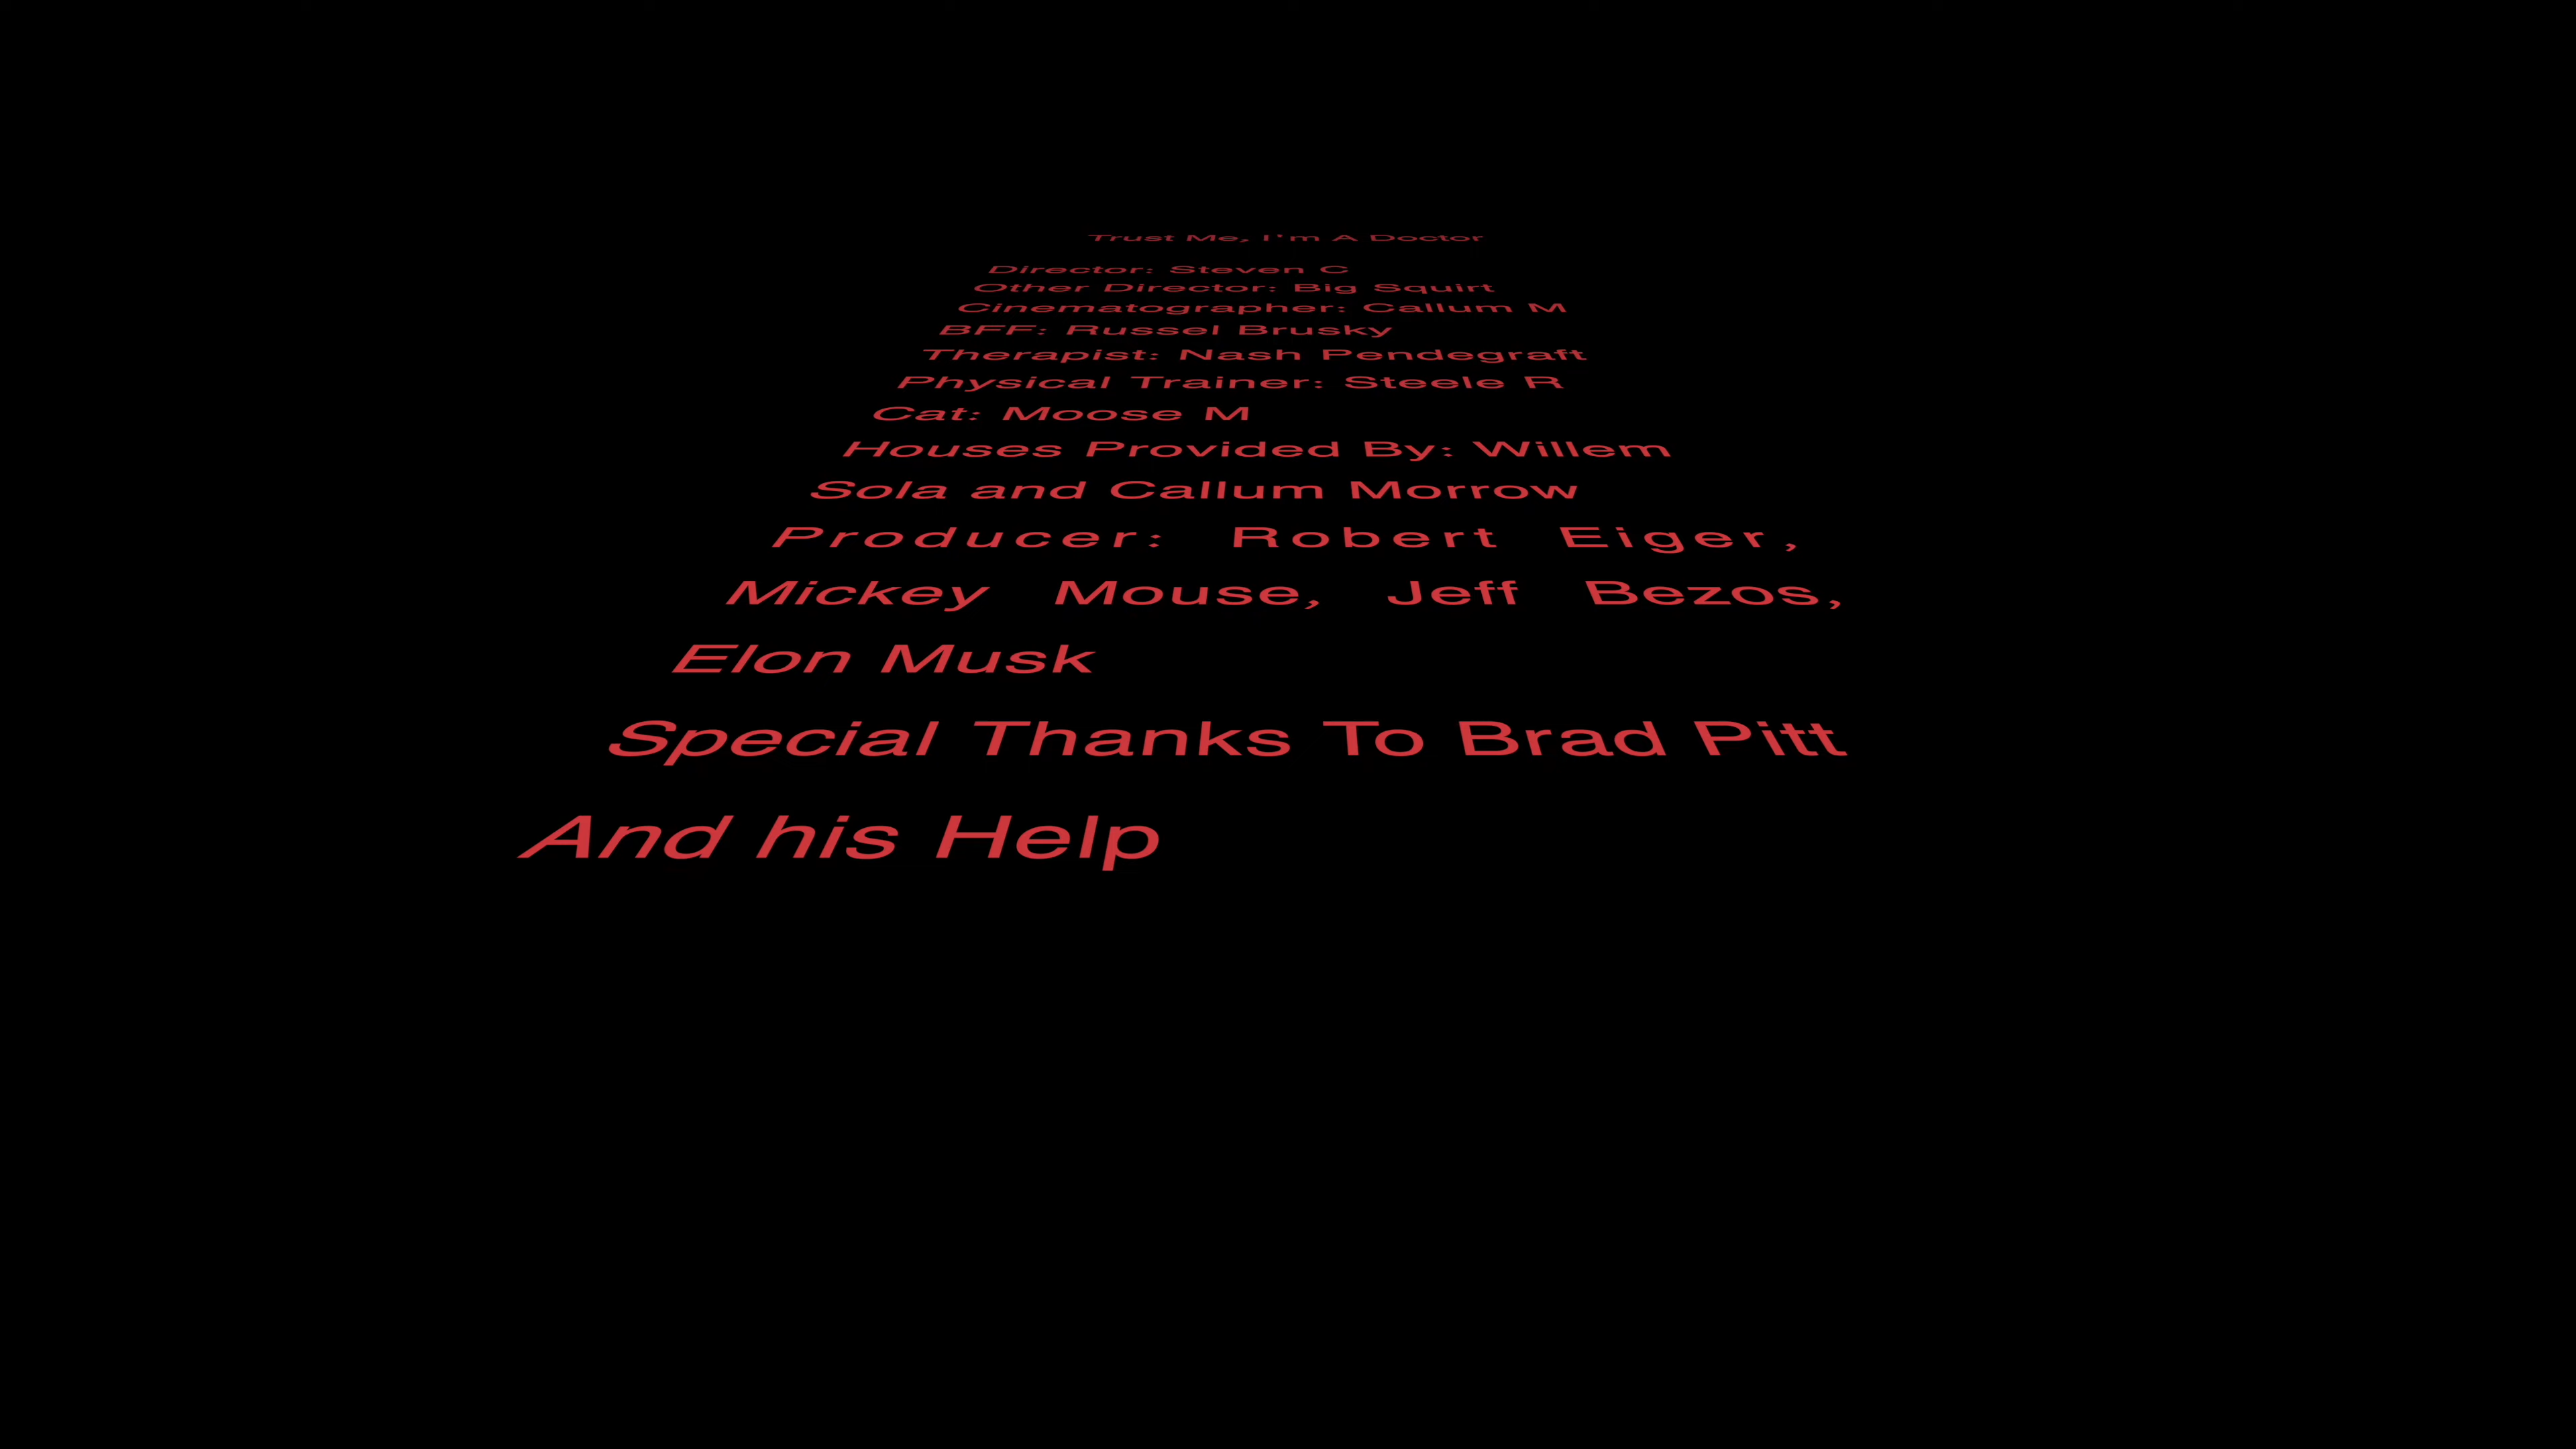 Trust Me, I'm A Doctor
Director: Steven C
Other Director: Big Squirt
Cinematographer: Callum M
BFF: Russel Brusky
Therapist: Nash Pendegraft
Physical Trainer: Steele R
Cat: Moose M
Houses Provided By: Willem
Sola and Callum Morrow
Producer: Robert Eiger,
Mickey Mouse, Jeff Bezos,
Elon Musk
Special Thanks To Brad Pitt
And his Help